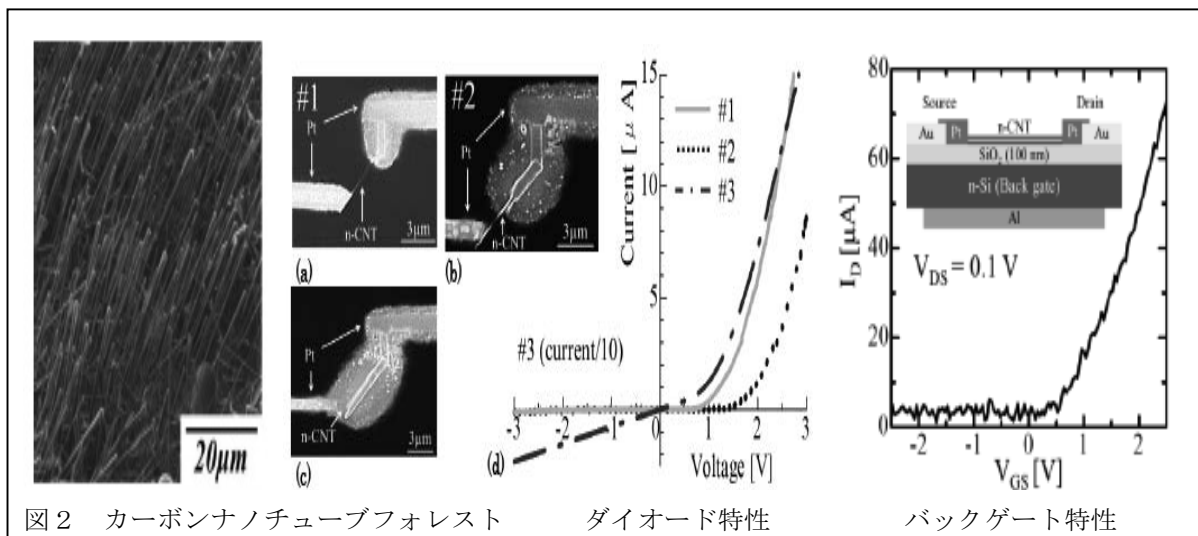 20μm
#1
Pt
n-CNT
3μm
(a)
#2
Pt
n-CNT
3μm
(b)
Pt
n-CNT
3μm
(c)
Current [μA]
15
10
5
#1
#2
#3
#3 (current/10)
-3 -2 -1 0 1 2 3
(d)
Voltage [V]
80
60
40
20
0
I_D [μA]
Source Drain
n-CNT
Au Pt Pt Au
SiO₂ (100 nm)
n-Si (Back gate)
Al
V_DS = 0.1 V
-2 -1 0 1 2
V_GS [V]
図2 カーボンナノチューブフォレスト ダイオード特性 バックゲート特性